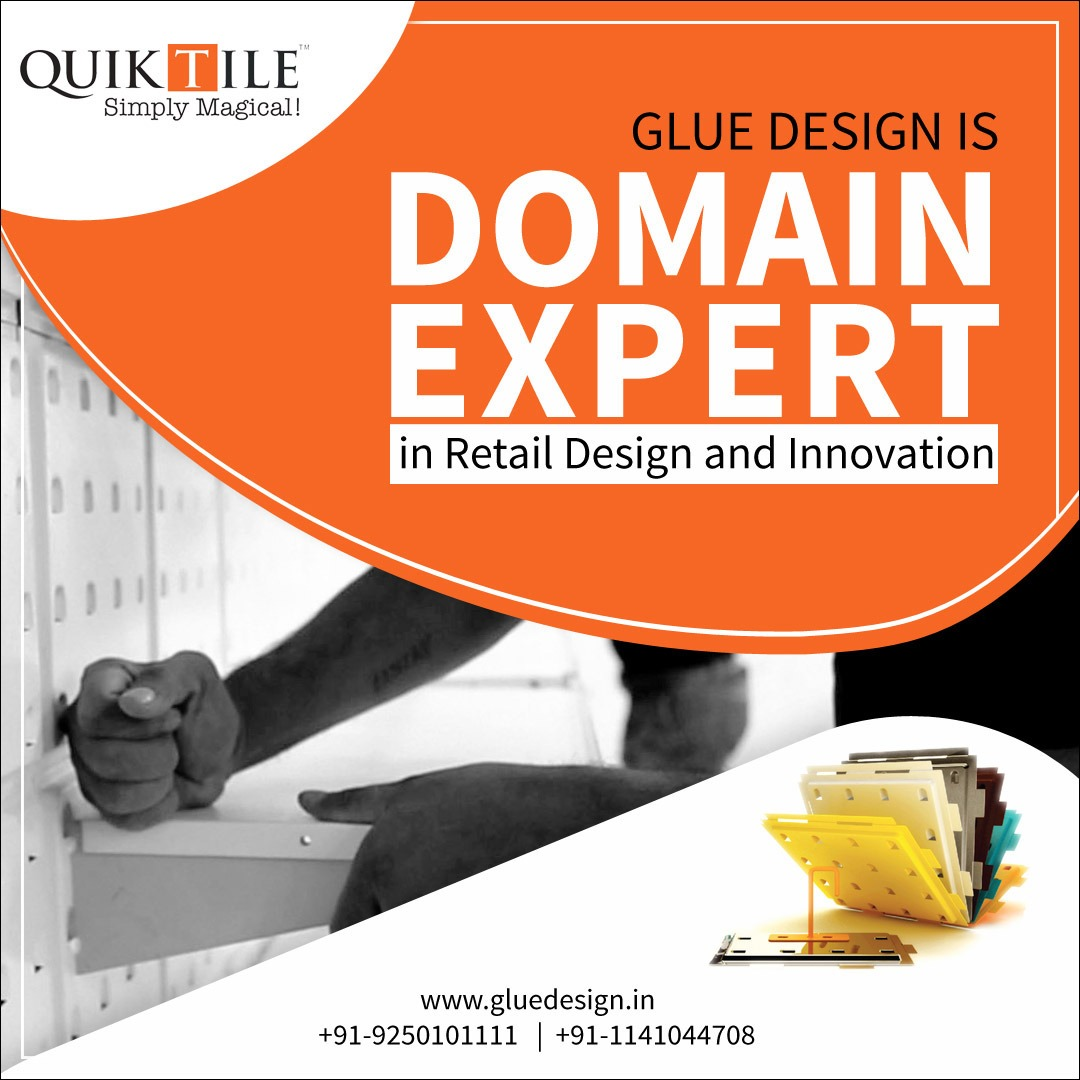 QUIKTILE™
Simply Magical!
GLUE DESIGN IS
DOMAIN
EXPERT
in Retail Design and Innovation
www.gluedesign.in
+91-9250101111 | +91-1141044708